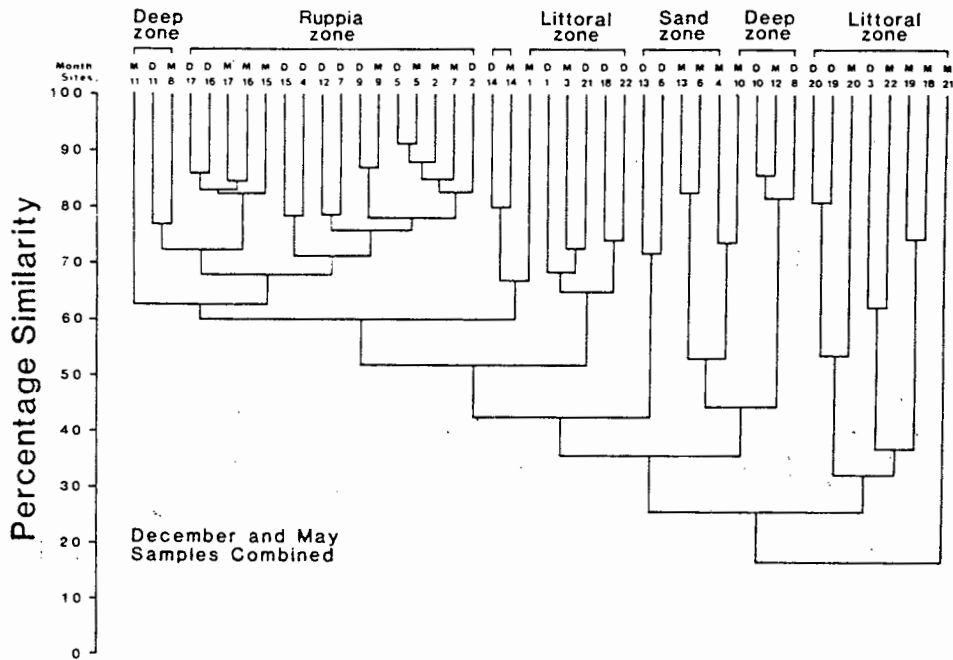 Deep Ruppia Littoral Sand Deep Littoral
zone zone zone zone zone zone
Month M D M D D M M M D D D D D M D M M M D D M M D M D D D D D M M M M D M D D D M D M M M M
Sites. 11 11 8 17 16 17 16 15 15 4 12 7 9 9 5 5 2 7 2 14 14 1 1 3 21 18 22 13 6 13 6 4 10 10 12 8 20 19 20 3 22 19 18 21
100
90
80
70
60
50
40
30
20
10
0
Percentage Similarity
December and May
Samples Combined